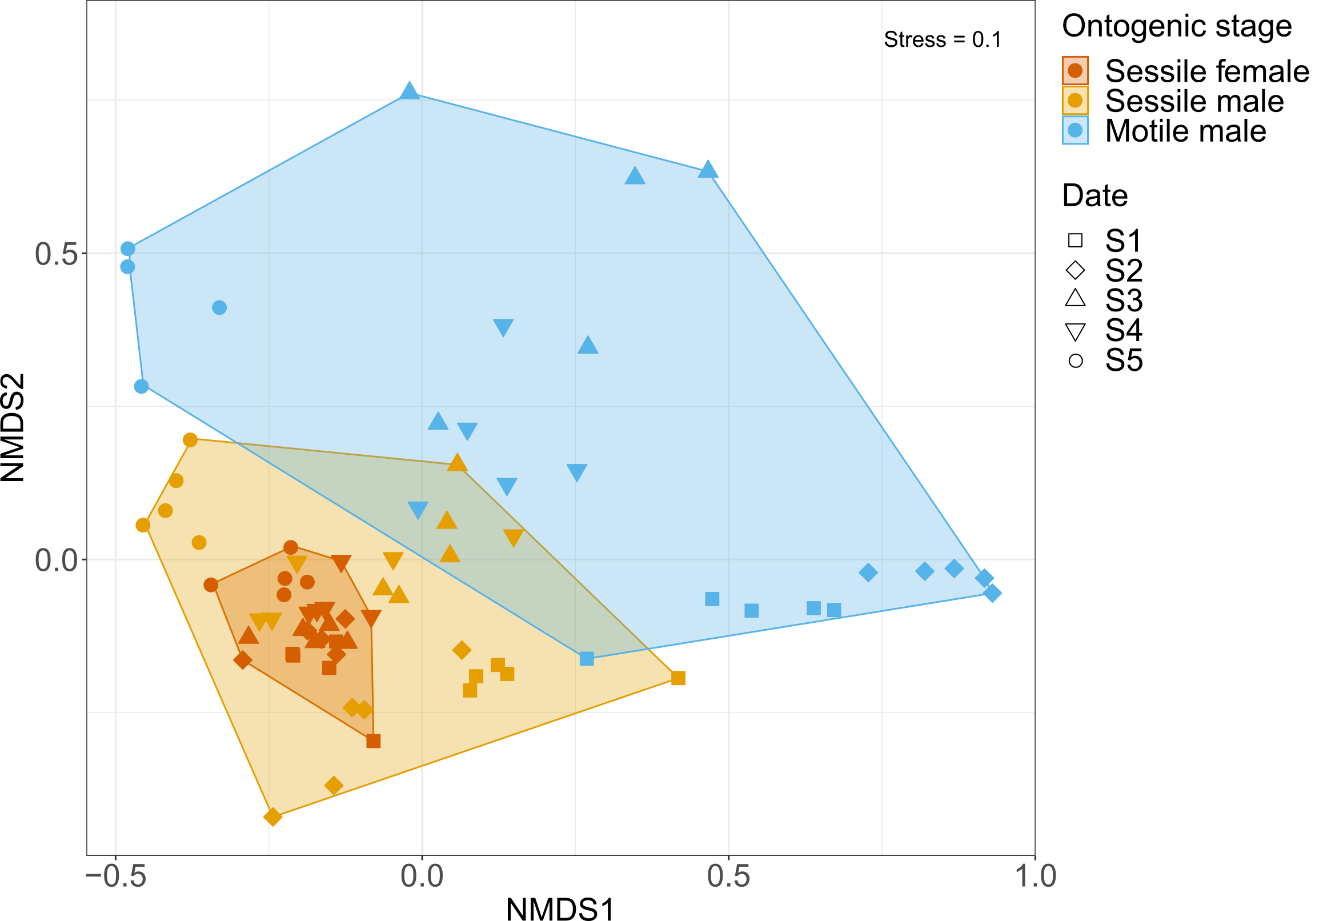 Stress = 0.1
Ontogenic stage
Sessile female
Sessile male
Motile male
Date
S1
S2
S3
S4
S5
NMDS2
0.5
0.0
−0.5
0.0
0.5
1.0
NMDS1